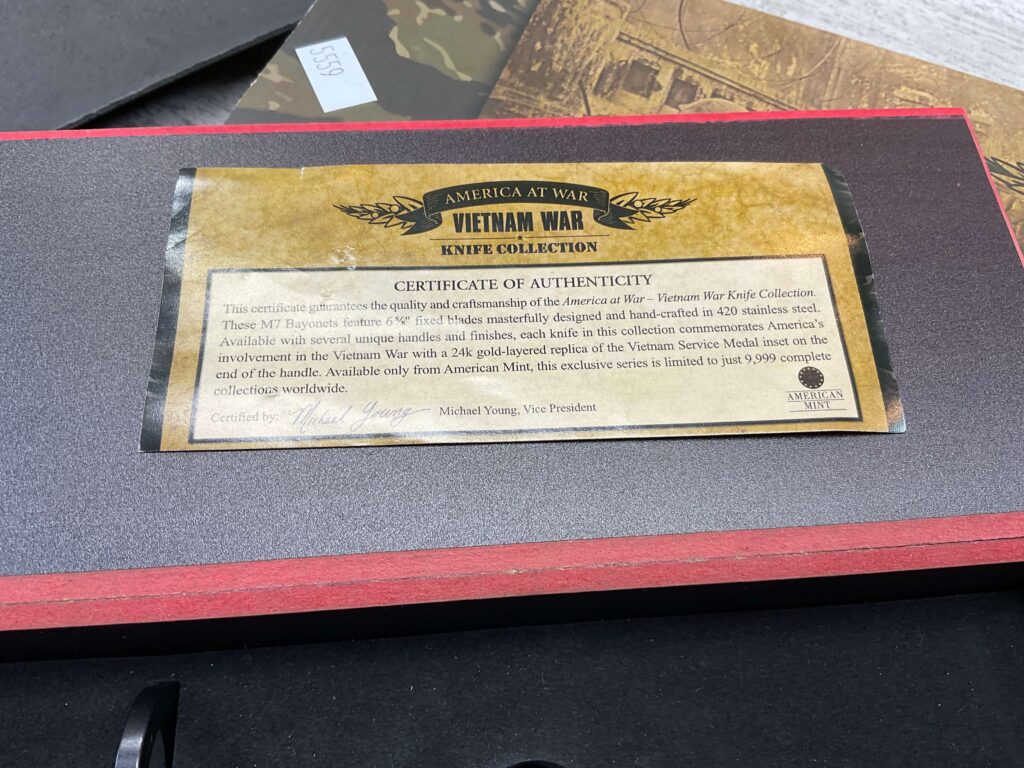 5559
AMERICA AT WAR
VIETNAM WAR
KNIFE COLLECTION
CERTIFICATE OF AUTHENTICITY
This certificate guarantees the quality and craftsmanship of the America at War – Vietnam War Knife Collection.
These M7 Bayonets feature 6⅝" fixed blades masterfully designed and hand-crafted in 420 stainless steel.
Available with several unique handles and finishes, each knife in this collection commemorates America's
involvement in the Vietnam War with a 24k gold-layered replica of the Vietnam Service Medal inset on the
end of the handle. Available only from American Mint, this exclusive series is limited to just 9,999 complete
collections worldwide.
Certified by: Michael Young Michael Young, Vice President
AMERICAN
MINT